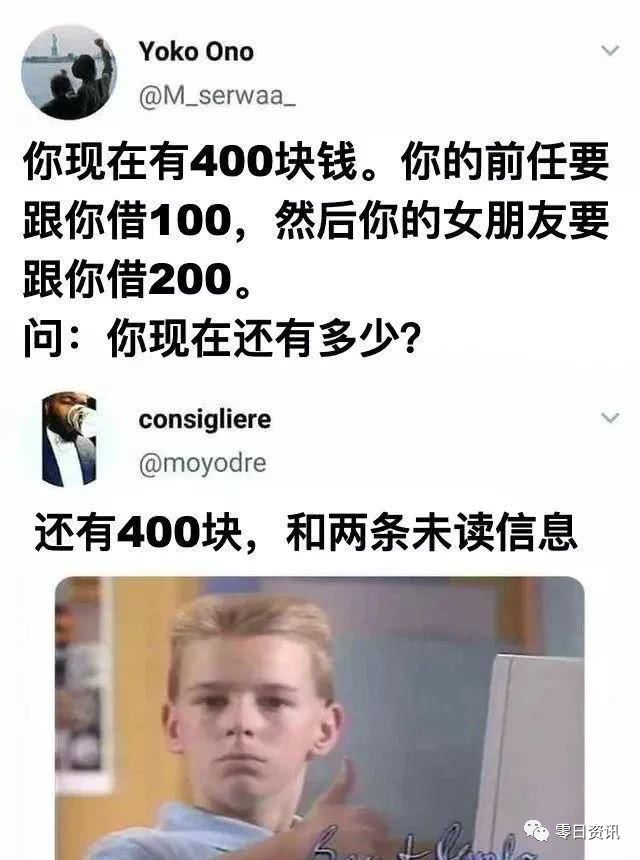 Yoko Ono
@M_serwaa_
你现在有400块钱。你的前任要
跟你借100，然后你的女朋友要
跟你借200。
问：你现在还有多少？
consigliere
@moyodre
还有400块，和两条未读信息
零日资讯